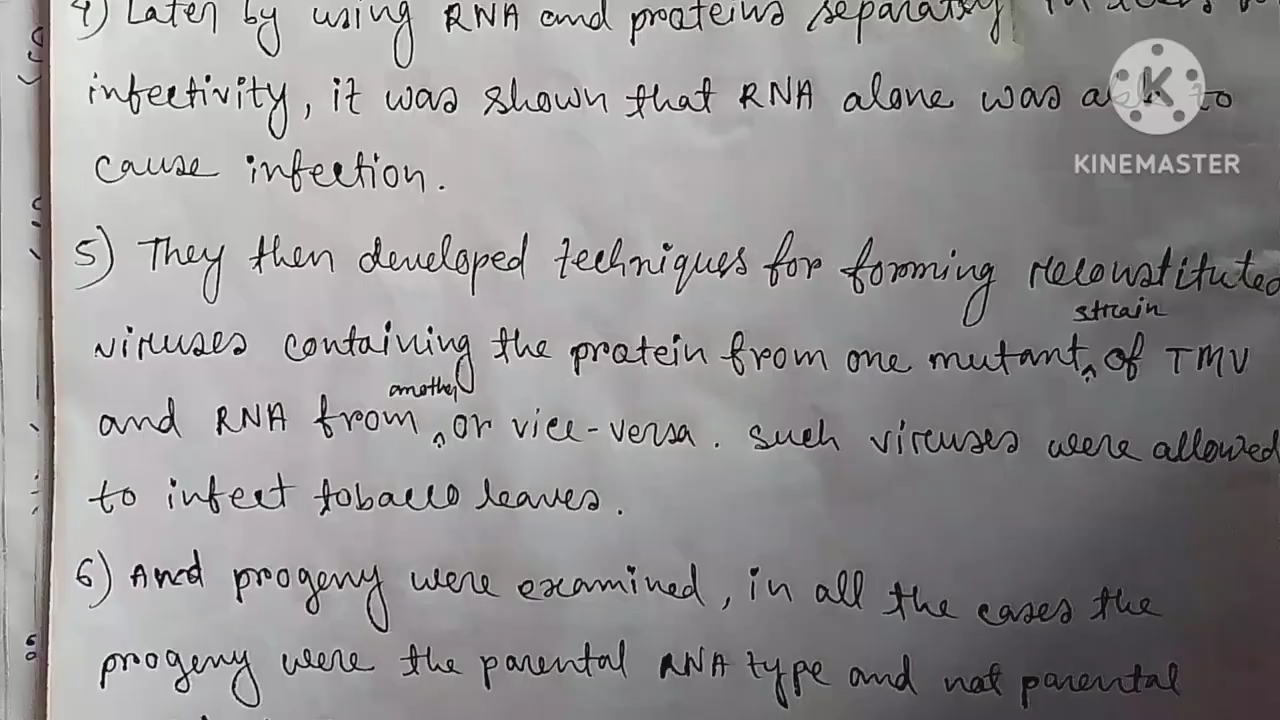 4) Later by using RNA and proteins separately in
infectivity, it was shown that RNA alone was able to
cause infection.
KINEMASTER
5) They then developed techniques for forming reconstituted
viruses containing the protein from one mutant strain of TMV
and RNA from another or vice-versa. Such viruses were allowed
to infect tobacco leaves.
6) And progeny were examined, in all the cases the
progeny were the parental RNA type and not parental